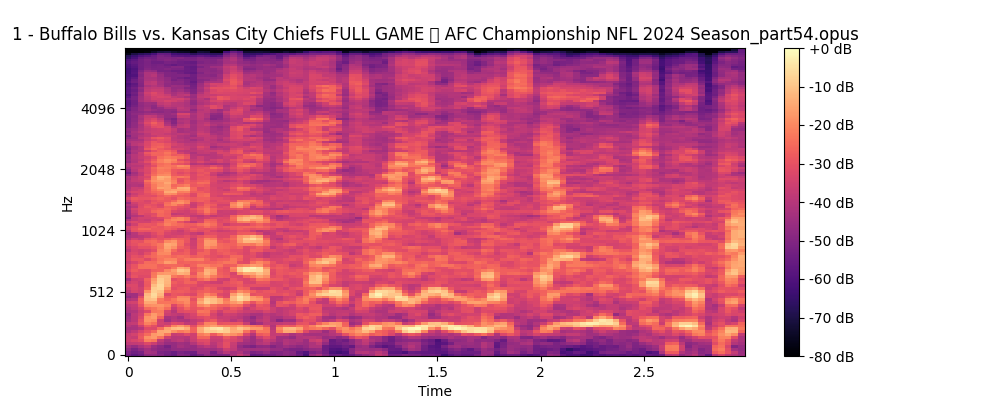 1 - Buffalo Bills vs. Kansas City Chiefs FULL GAME ▯ AFC Championship NFL 2024 Season_part54.opus
+0 dB
-10 dB
-20 dB
-30 dB
-40 dB
-50 dB
-60 dB
-70 dB
-80 dB
Hz
4096
2048
1024
512
0
0
0.5
1
1.5
2
2.5
Time